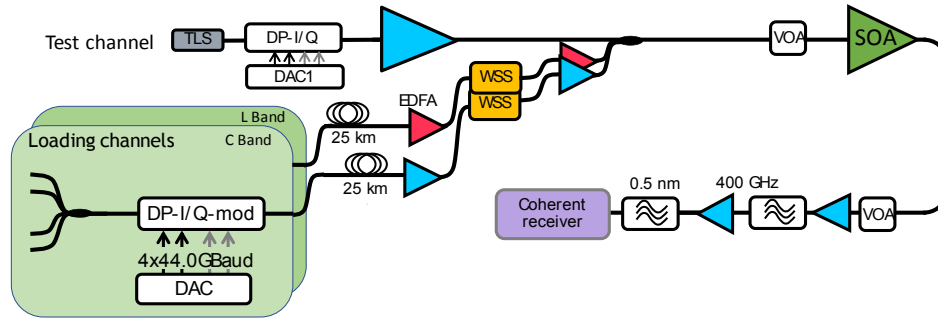 Test channel
TLS
DP-I/Q
DAC1
VOA
SOA
WSS
WSS
EDFA
25 km
25 km
L Band
C Band
Loading channels
DP-I/Q-mod
4x44.0GBaud
DAC
0.5 nm
400 GHz
Coherent
receiver
VOA